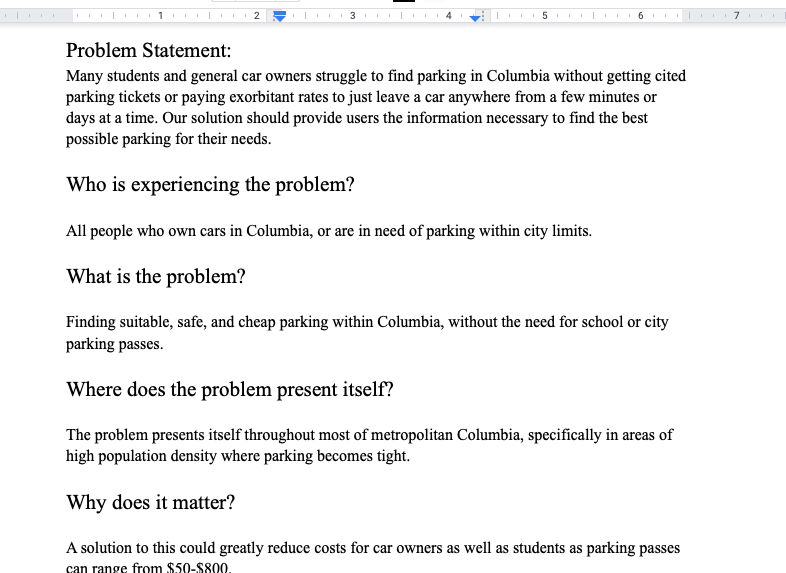 1 2 3 4 5 6 7
Problem Statement:
Many students and general car owners struggle to find parking in Columbia without getting cited
parking tickets or paying exorbitant rates to just leave a car anywhere from a few minutes or
days at a time. Our solution should provide users the information necessary to find the best
possible parking for their needs.
Who is experiencing the problem?
All people who own cars in Columbia, or are in need of parking within city limits.
What is the problem?
Finding suitable, safe, and cheap parking within Columbia, without the need for school or city
parking passes.
Where does the problem present itself?
The problem presents itself throughout most of metropolitan Columbia, specifically in areas of
high population density where parking becomes tight.
Why does it matter?
A solution to this could greatly reduce costs for car owners as well as students as parking passes
can range from $50-$800.